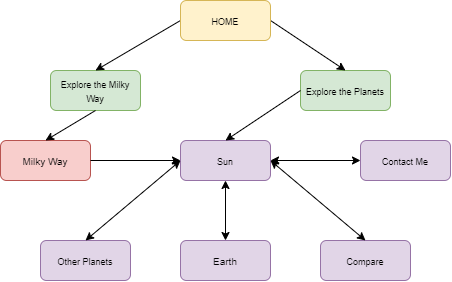 HOME
Explore the Milky
Way
Explore the Planets
Milky Way
Sun
Contact Me
Other Planets
Earth
Compare